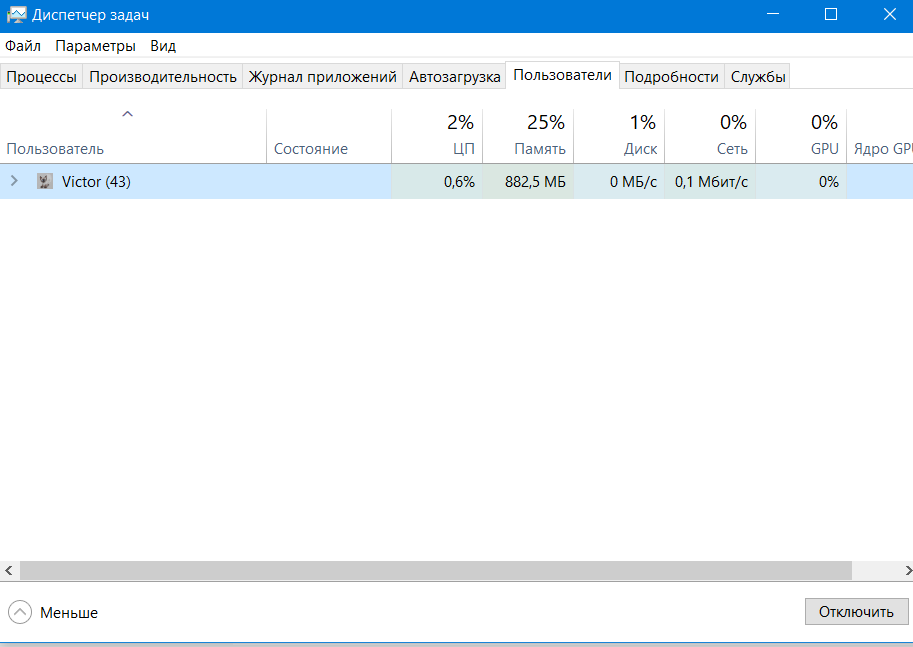 Диспетчер задач
Файл Параметры Вид
Процессы Производительность Журнал приложений Автозагрузка Пользователи Подробности Службы
2% 25% 1% 0% 0%
Пользователь Состояние ЦП Память Диск Сеть GPU Ядро GPU
Victor (43) 0,6% 882,5 МБ 0 МБ/с 0,1 Мбит/с 0%
Меньше Отключить